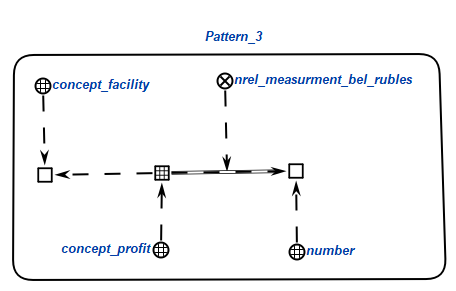 Pattern_3
concept_facility
nrel_measurment_bel_rubles
concept_profit
number